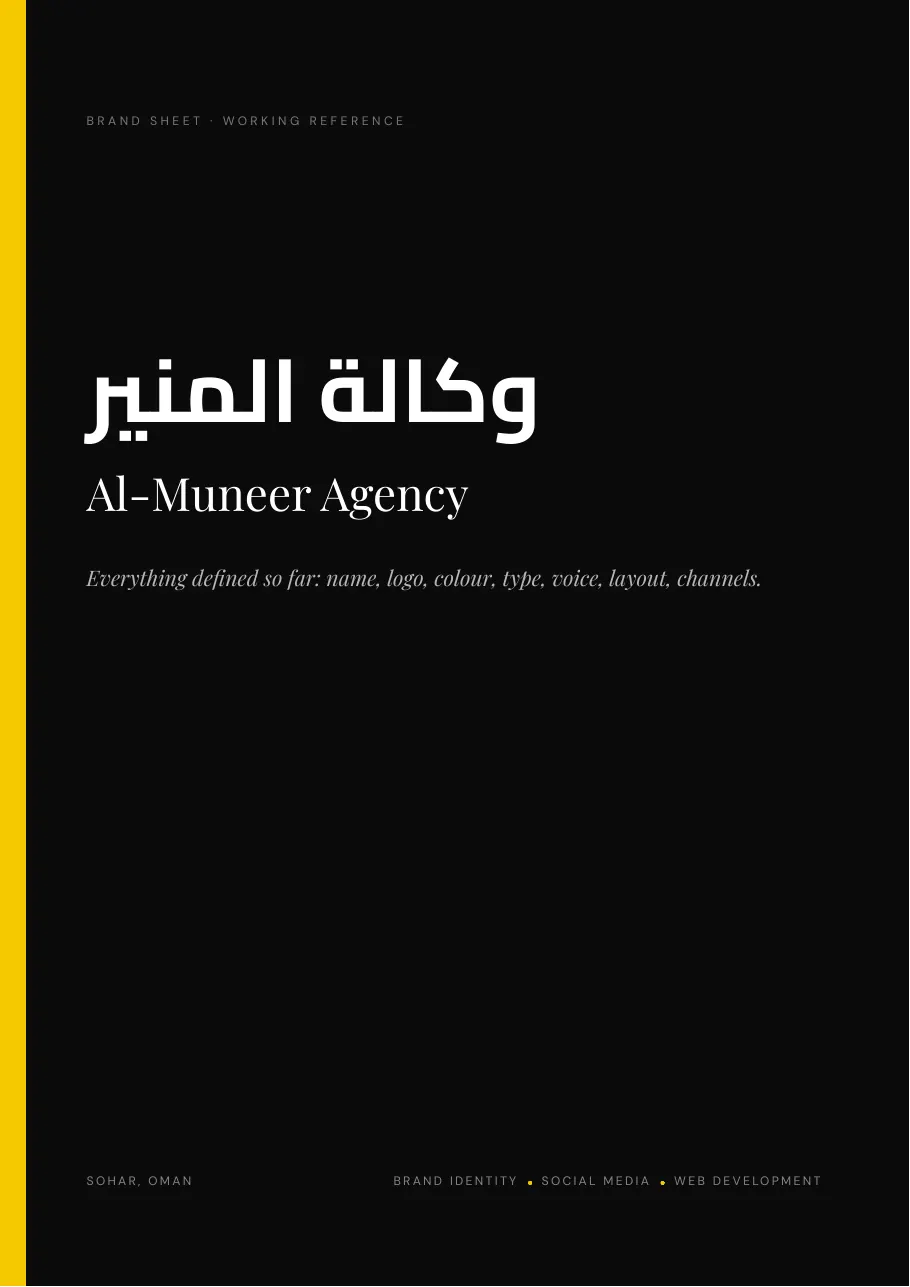 BRAND SHEET · WORKING REFERENCE
وكالة المنير
Al-Muneer Agency
Everything defined so far: name, logo, colour, type, voice, layout, channels.
SOHAR, OMAN
BRAND IDENTITY • SOCIAL MEDIA • WEB DEVELOPMENT